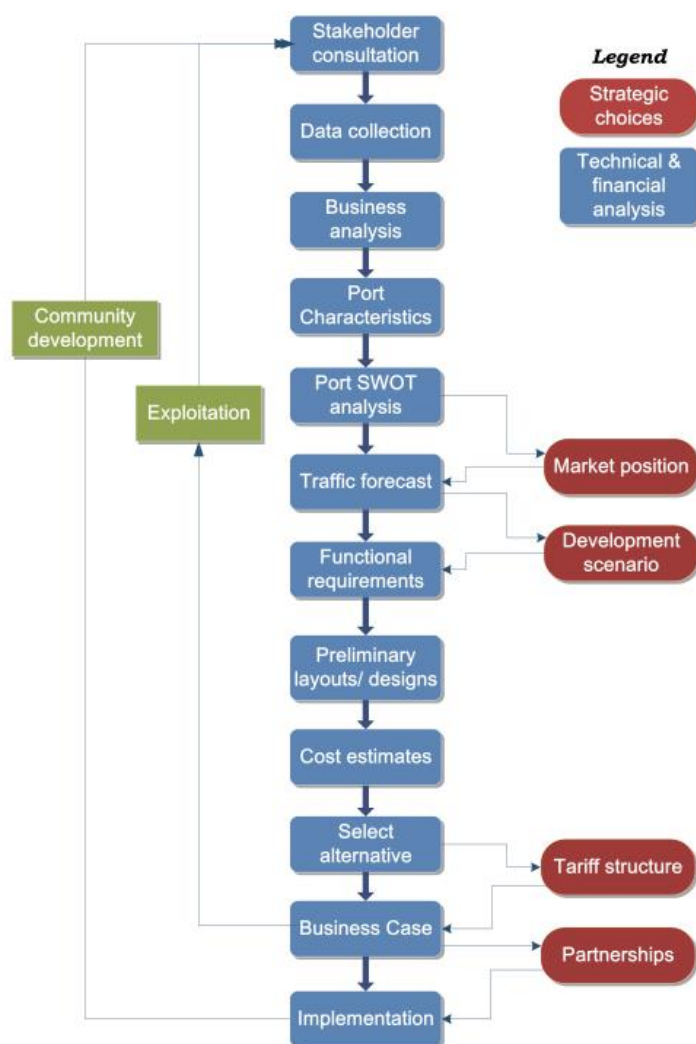 Stakeholder
consultation
Legend
Strategic
choices
Data collection
Technical &
financial
analysis
Business
analysis
Port
Characteristics
Community
development
Port SWOT
analysis
Exploitation
Market position
Traffic forecast
Development
scenario
Functional
requirements
Preliminary
layouts/ designs
Cost estimates
Select
alternative
Tariff structure
Business Case
Partnerships
Implementation